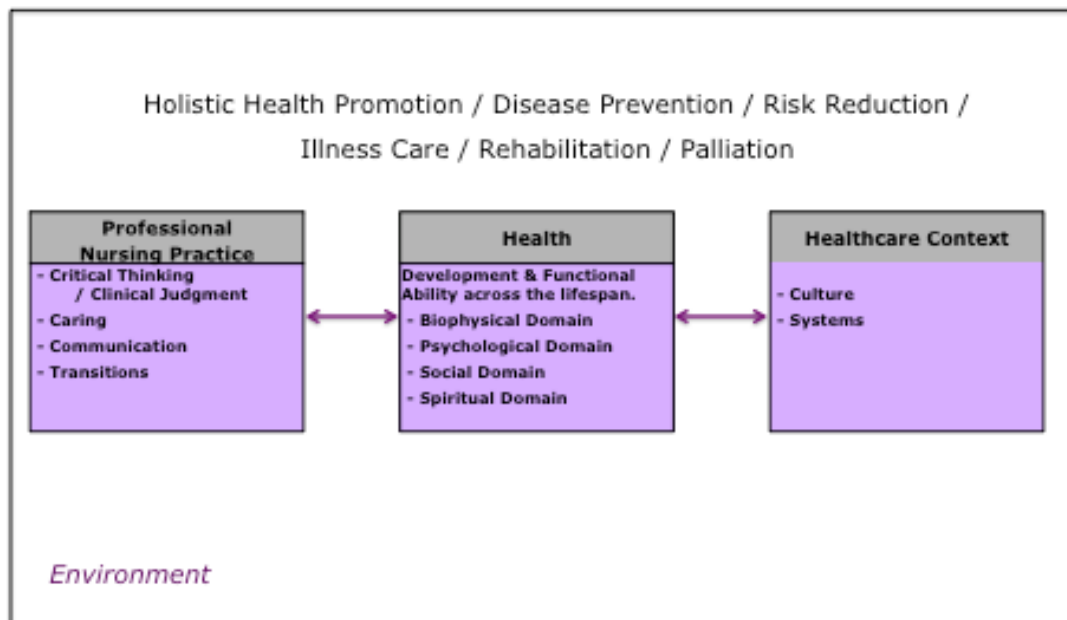 Holistic Health Promotion / Disease Prevention / Risk Reduction /
Illness Care / Rehabilitation / Palliation
Professional
Nursing Practice
- Critical Thinking
/ Clinical Judgment
- Caring
- Communication
- Transitions
Health
Development & Functional
Ability across the lifespan.
- Biophysical Domain
- Psychological Domain
- Social Domain
- Spiritual Domain
Healthcare Context
- Culture
- Systems
Environment